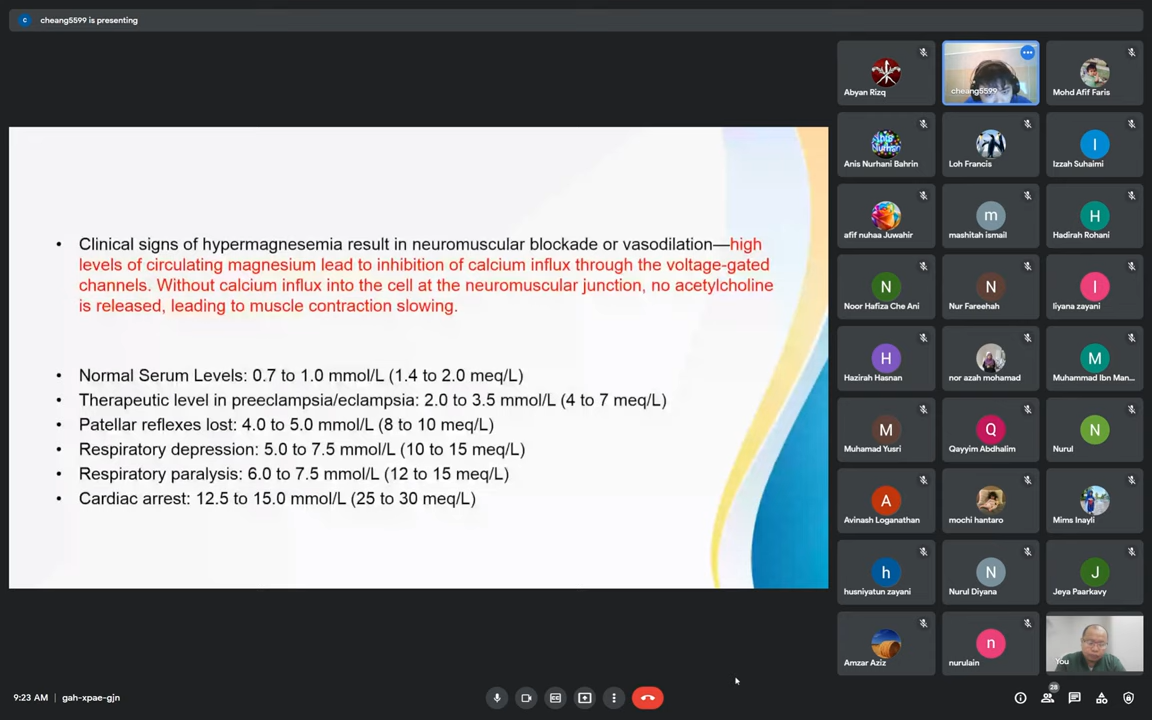 c
cheang5599 is presenting
• Clinical signs of hypermagnesemia result in neuromuscular blockade or vasodilation—high
levels of circulating magnesium lead to inhibition of calcium influx through the voltage-gated
channels. Without calcium influx into the cell at the neuromuscular junction, no acetylcholine
is released, leading to muscle contraction slowing.
• Normal Serum Levels: 0.7 to 1.0 mmol/L (1.4 to 2.0 meq/L)
• Therapeutic level in preeclampsia/eclampsia: 2.0 to 3.5 mmol/L (4 to 7 meq/L)
• Patellar reflexes lost: 4.0 to 5.0 mmol/L (8 to 10 meq/L)
• Respiratory depression: 5.0 to 7.5 mmol/L (10 to 15 meq/L)
• Respiratory paralysis: 6.0 to 7.5 mmol/L (12 to 15 meq/L)
• Cardiac arrest: 12.5 to 15.0 mmol/L (25 to 30 meq/L)
Abyan Rizq
cheang5599
Mohd Afif Faris
Anis Nurhani Bahrin
Loh Francis
I
Izzah Suhaimi
afif nuhaa Juwahir
m
mashitah ismail
H
Hadirah Rohani
N
Noor Hafiza Che Ani
N
Nur Fareehah
l
liyana zayani
H
Hazirah Hasnan
nor azah mohamad
M
Muhammad Ibn Man...
M
Muhamad Yusri
Q
Qayyim Abdhalim
N
Nurul
A
Avinash Loganathan
mochi hantaro
Mims Inayli
h
husniyatun zayani
N
Nurul Diyana
J
Jeya Paarkavy
Amzar Aziz
n
nurulain
You
9:23 AM | gah-xpae-gjn
28